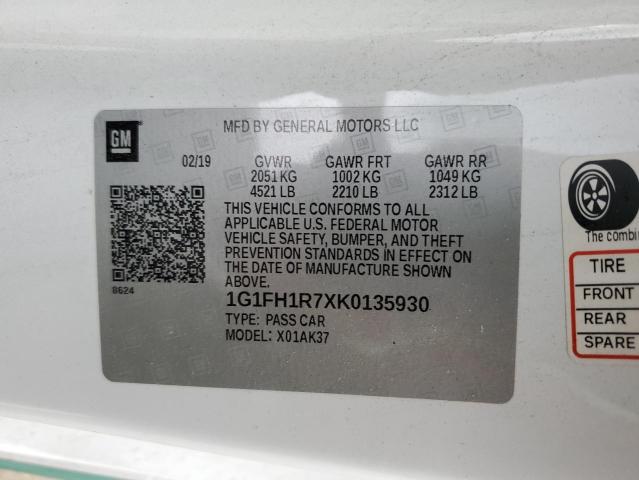 GM
MFD BY GENERAL MOTORS LLC
02/19 GVWR GAWR FRT GAWR RR
2051 KG 1002 KG 1049 KG
4521 LB 2210 LB 2312 LB
THIS VEHICLE CONFORMS TO ALL
APPLICABLE U.S. FEDERAL MOTOR
VEHICLE SAFETY, BUMPER, AND THEFT
PREVENTION STANDARDS IN EFFECT ON
THE DATE OF MANUFACTURE SHOWN
ABOVE.
8624
1G1FH1R7XK0135930
TYPE: PASS CAR
MODEL: X01AK37
The combin
TIRE
FRONT
REAR
SPARE